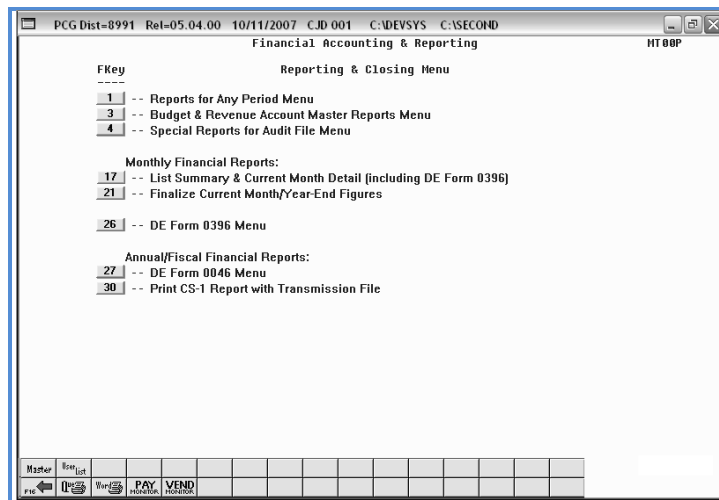 PCG Dist=8991 Rel=05.04.00 10/11/2007 CJD 001 C:\DEVSYS C:\SECOND
Financial Accounting & Reporting MT00P
FKey Reporting & Closing Menu
----
1 -- Reports for Any Period Menu
3 -- Budget & Revenue Account Master Reports Menu
4 -- Special Reports for Audit File Menu
Monthly Financial Reports:
17 -- List Summary & Current Month Detail (including DE Form 0396)
21 -- Finalize Current Month/Year-End Figures
26 -- DE Form 0396 Menu
Annual/Fiscal Financial Reports:
27 -- DE Form 0046 Menu
30 -- Print CS-1 Report with Transmission File
Master User List
F16 Que Word PAY MONITOR VEND MONITOR